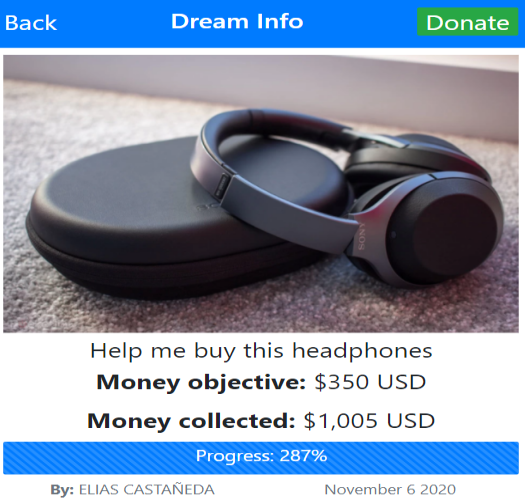 Back
Dream Info
Donate
SONY
Help me buy this headphones
Money objective: $350 USD
Money collected: $1,005 USD
Progress: 287%
By: ELIAS CASTAÑEDA
November 6 2020